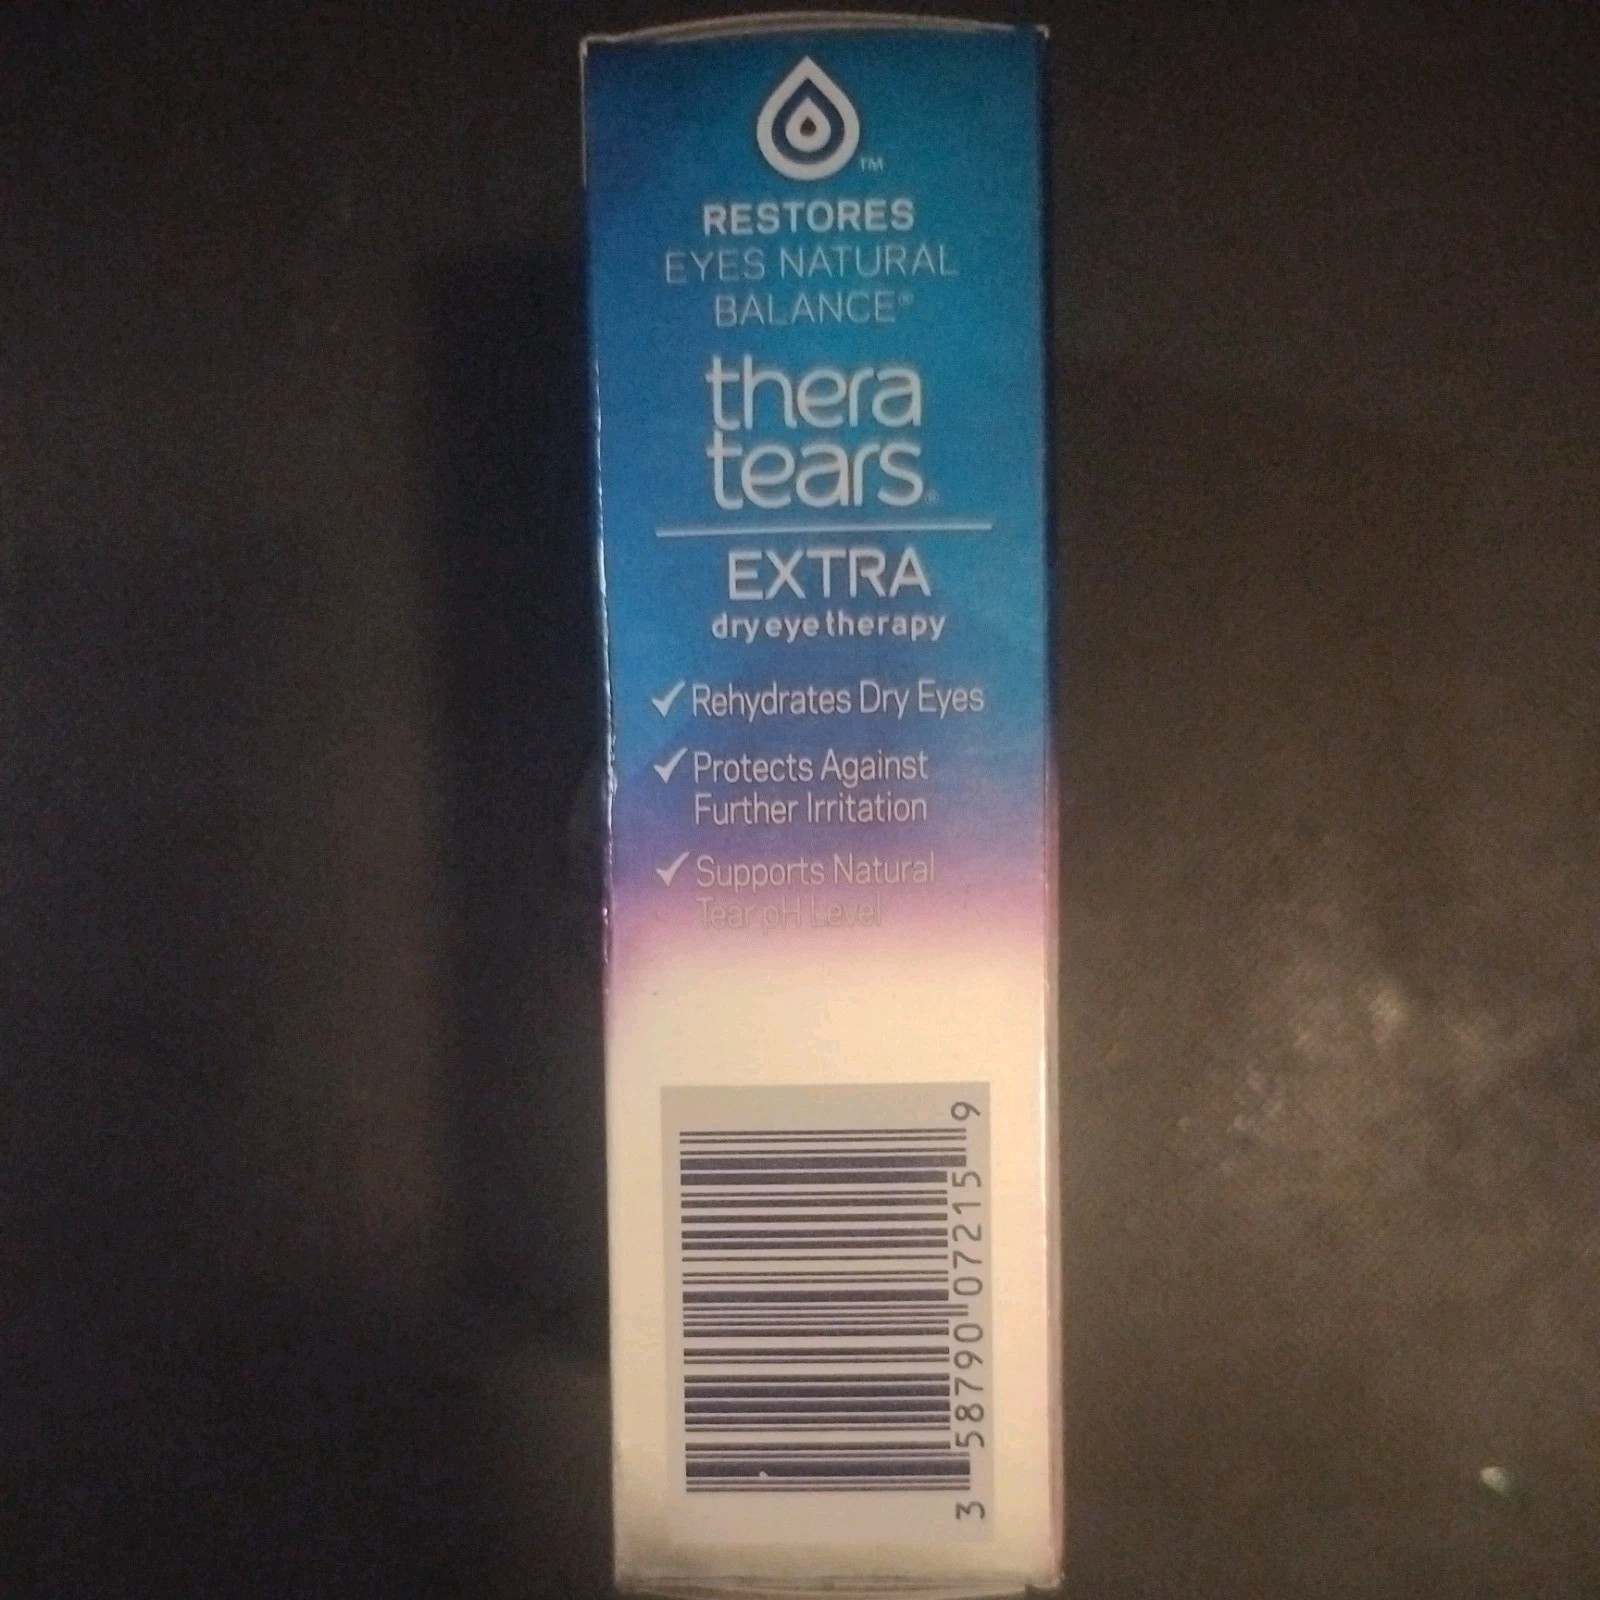 ™
RESTORES
EYES NATURAL
BALANCE®
thera
tears®
EXTRA
dry eye therapy
✓ Rehydrates Dry Eyes
✓ Protects Against
Further Irritation
✓ Supports Natural
Tear pH Level
3 58790 07215 9